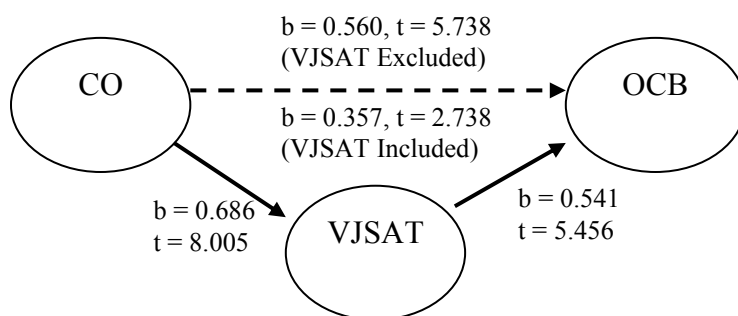 b = 0.560, t = 5.738
(VJSAT Excluded)
CO
OCB
b = 0.357, t = 2.738
(VJSAT Included)
b = 0.686
t = 8.005
VJSAT
b = 0.541
t = 5.456